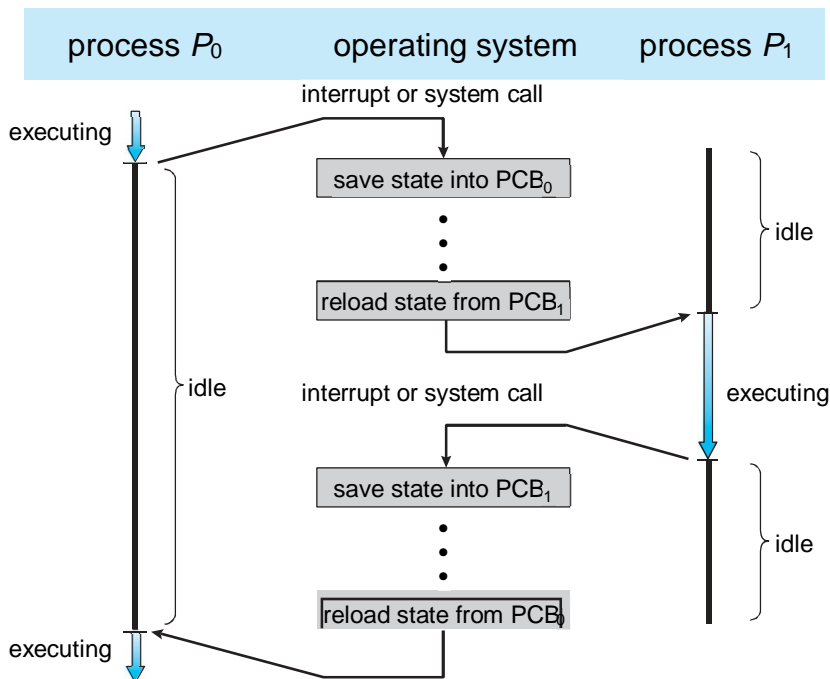 process P₀ operating system process P₁
interrupt or system call
executing
save state into PCB₀
idle
reload state from PCB₁
idle
interrupt or system call
executing
save state into PCB₁
idle
reload state from PCB₀
executing